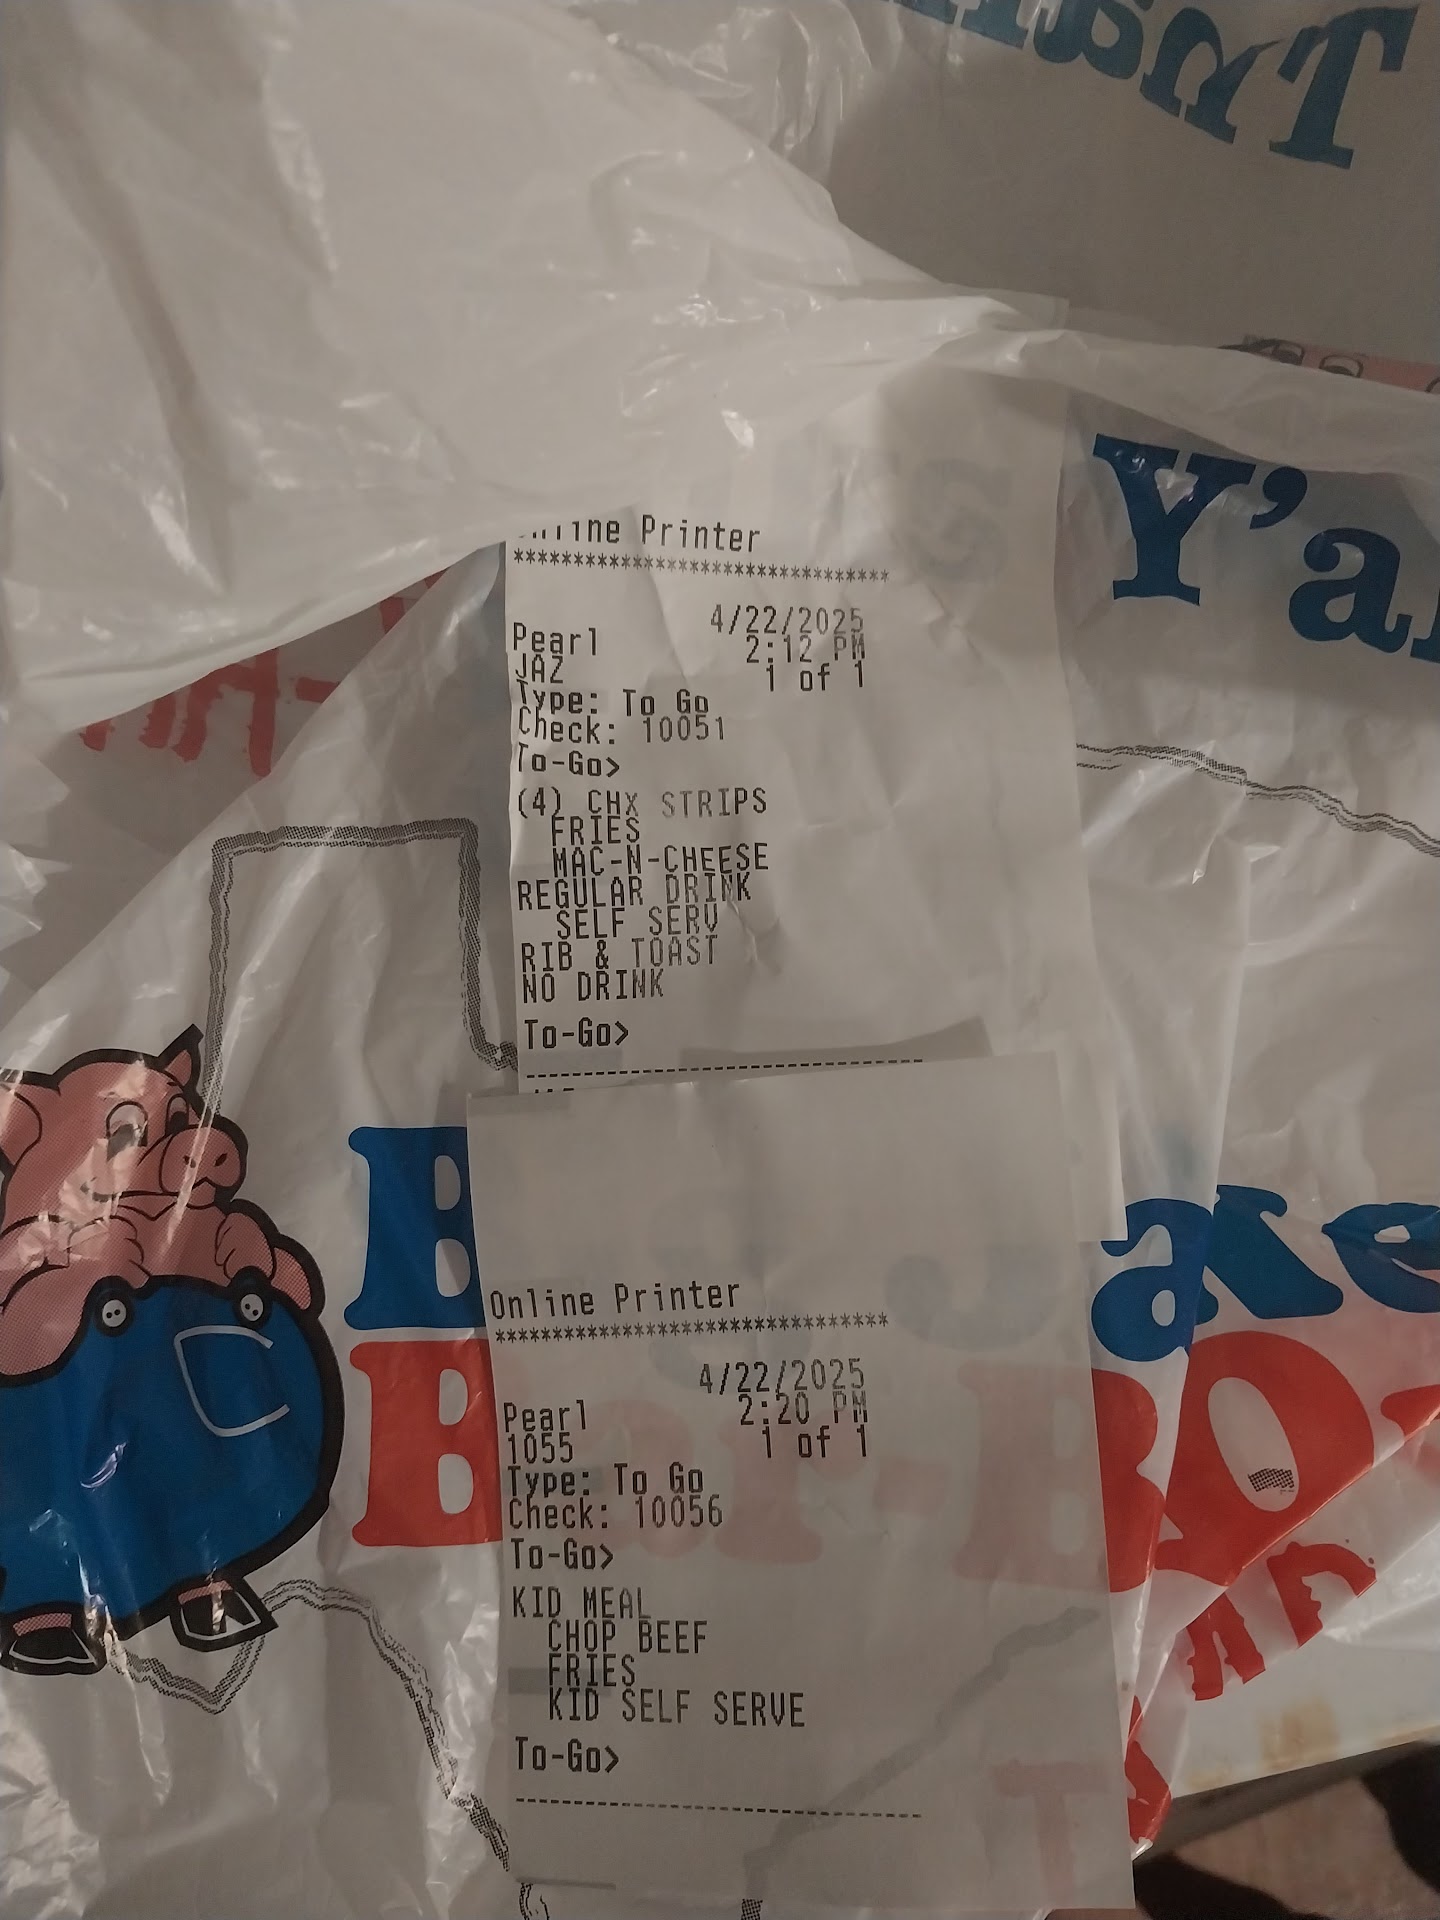 Y'al
Online Printer
*******************************
4/22/2025
Pearl 2:12 PM
JAZ 1 of 1
Type: To Go
Check: 10051
To-Go>
(4) CHX STRIPS
FRIES
MAC-N-CHEESE
REGULAR DRINK
SELF SERV
RIB & TOAST
NO DRINK
To-Go>
-----------------------------------
Online Printer
*******************************
4/22/2025
Pearl 2:20 PM
1055 1 of 1
Type: To Go
Check: 10056
To-Go>
KID MEAL
CHOP BEEF
FRIES
KID SELF SERVE
To-Go>
-----------------------------------